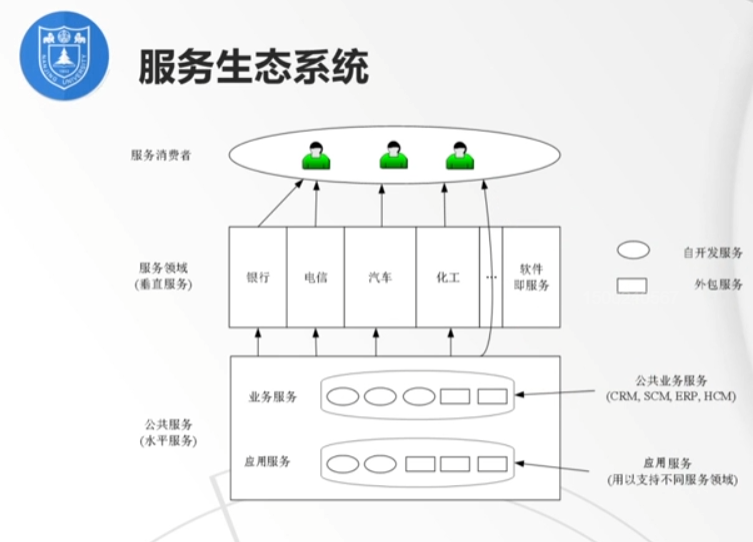 服务生态系统
服务消费者
服务领域
(垂直服务)
银行
电信
汽车
化工
...
软件
即服务
自开发服务
外包服务
公共服务
(水平服务)
业务服务
应用服务
公共业务服务
(CRM, SCM, ERP, HCM)
应用服务
(用以支持不同服务领域)
NANJING UNIVERSITY